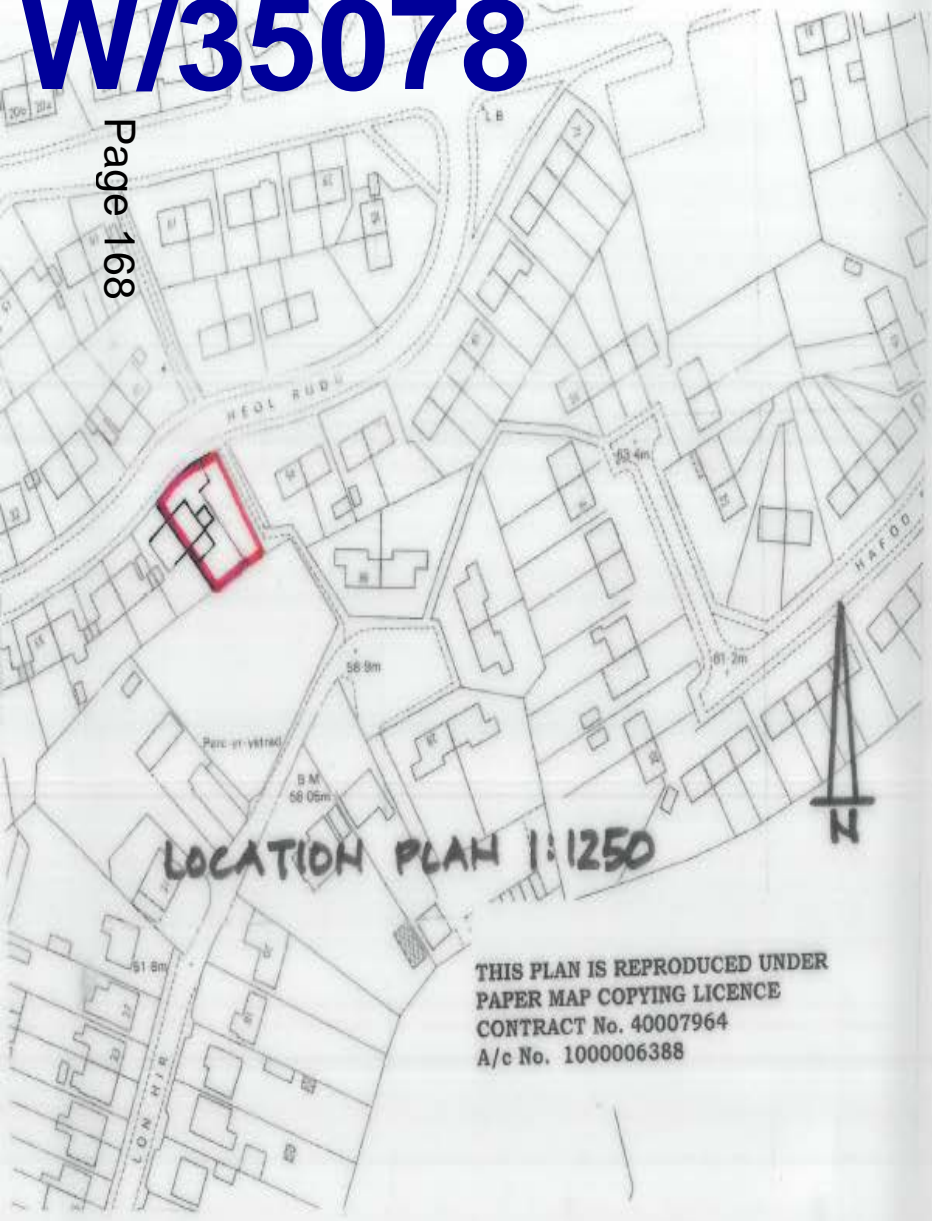 W/35078
Page 168
20b 20a
L B
HEOL RUDD
63.4m
HAFOD
61.2m
58.9m
Parc-yr-ystrad
B M
58.05m
LOCATION PLAN 1:1250
N
51.8m
LON HIR
THIS PLAN IS REPRODUCED UNDER
PAPER MAP COPYING LICENCE
CONTRACT No. 40007964
A/c No. 1000006388